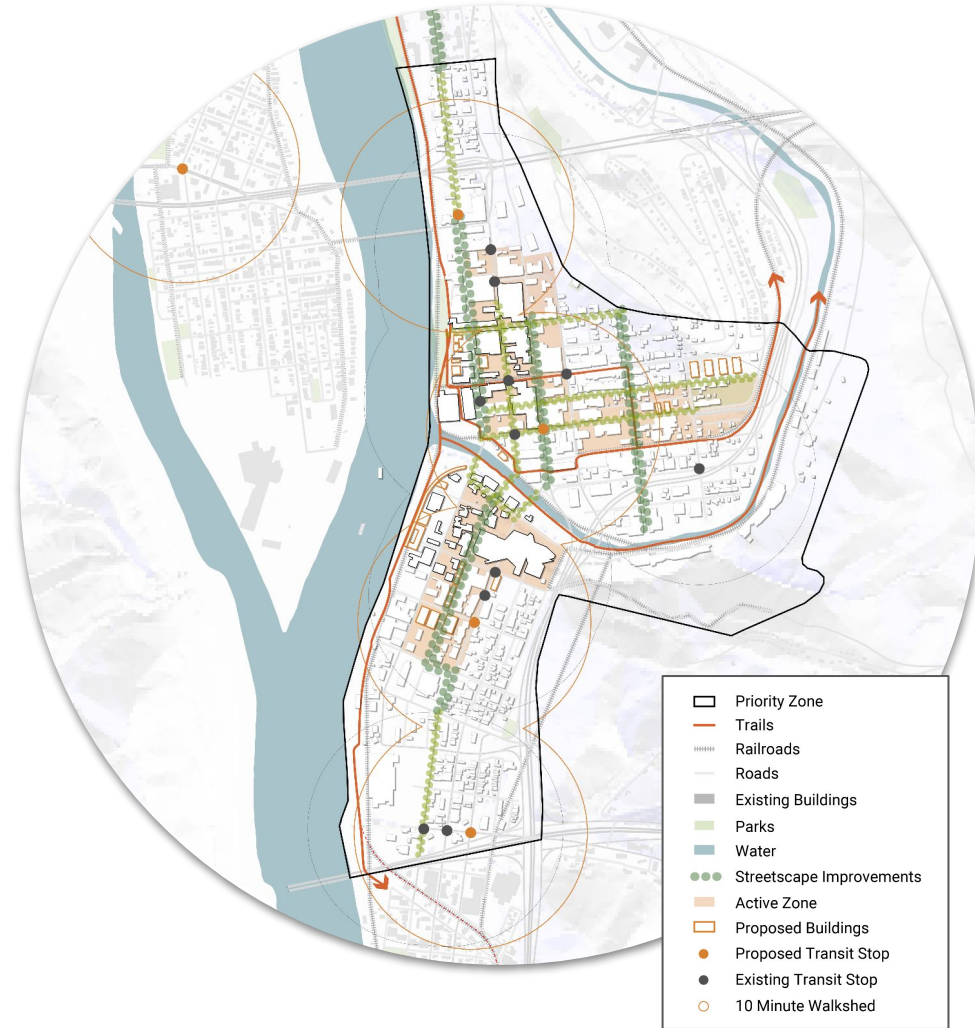 Priority Zone
Trails
Railroads
Roads
Existing Buildings
Parks
Water
Streetscape Improvements
Active Zone
Proposed Buildings
Proposed Transit Stop
Existing Transit Stop
10 Minute Walkshed